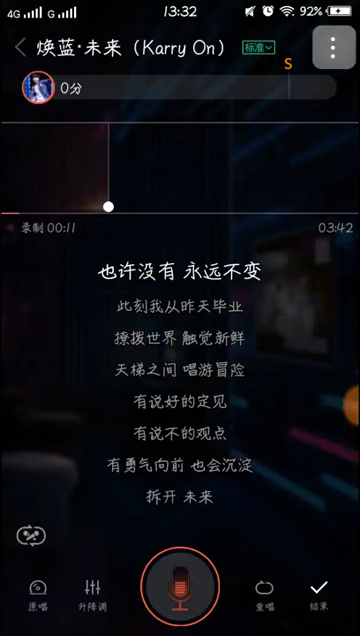 4G G 13:32 92%
焕蓝·未来（Karry On） 标准
S
0分
录制 00:11 03:42
也许没有 永远不变
此刻我从昨天毕业
撩拨世界 触觉新鲜
天梯之间 唱游冒险
有说好的定见
有说不的观点
有勇气向前 也会沉淀
拆开 未来
原唱 升降调 重唱 结束